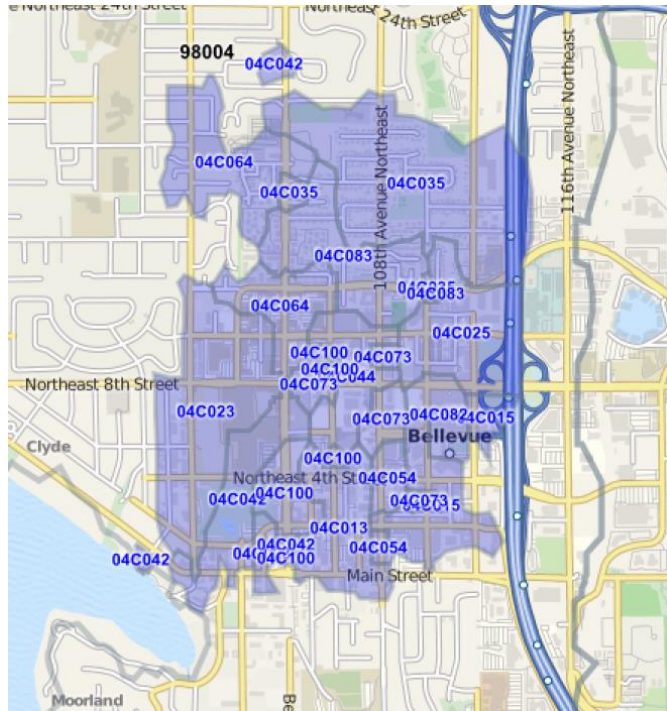 Northeast 24th Street
Northeast
24th Street
98004
04C042
04C064
04C035
04C035
108th Avenue Northeast
116th Avenue Northeast
04C083
04C083
04C064
04C025
04C100
04C073
04C100
04C044
04C073
Northeast 8th Street
04C023
04C073
04C082
04C015
Bellevue
Clyde
04C100
Northeast 4th St
04C054
04C042
04C100
04C073
04C015
04C013
04C042
04C054
04C042
04C100
Main Street
Moorland
Be